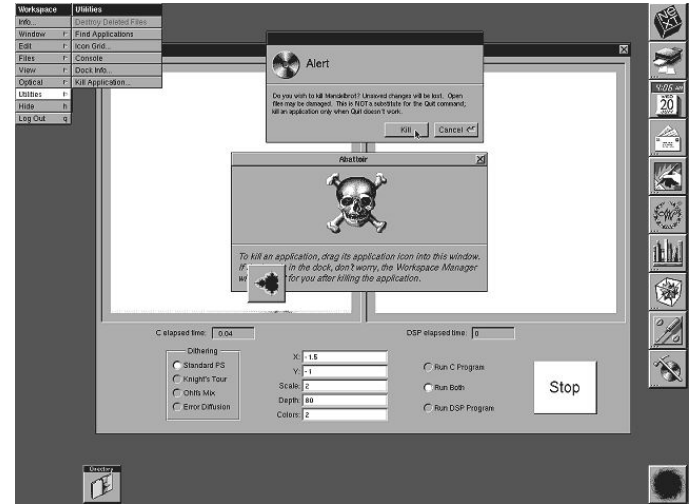 Workspace
Info...
Window
Edit
Files
View
Optical
Utilities
Hide h
Log Out q
Utilities
Destroy Deleted Files
Find Applications
Icon Grid...
Console
Dock Info...
Kill Application...
Alert
Do you wish to kill Mandelbrot? Unsaved changes will be lost. Open
files may be damaged. This is NOT a substitute for the Quit command,
kill an application only when Quit doesn't work.
Kill
Cancel
Abattoir
To kill an application, drag its application icon into this window.
in the dock, don't worry, the Workspace Manager
for you after killing the application.
C elapsed time: 0.04
DSP elapsed time: 0
Dithering
Standard PS
Knight's Tour
Ohlfs Mix
Error Diffusion
X: -1.5
Y: -1
Scale: 2
Depth: 60
Colors: 2
Run C Program
Run Both
Run DSP Program
Stop
WED
20
Directory